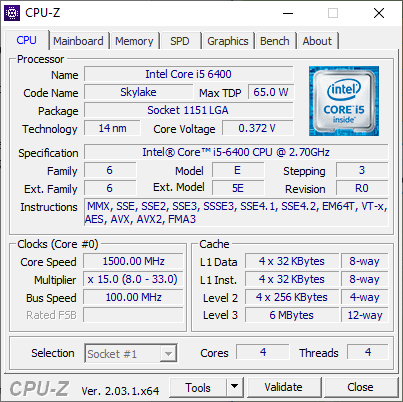 CPU-Z
CPU Mainboard Memory SPD Graphics Bench About
Processor
Name Intel Core i5 6400
Code Name Skylake Max TDP 65.0 W
Package Socket 1151 LGA
Technology 14 nm Core Voltage 0.372 V
intel CORE i5 inside™
Specification Intel® Core™ i5-6400 CPU @ 2.70GHz
Family 6 Model E Stepping 3
Ext. Family 6 Ext. Model 5E Revision R0
Instructions MMX, SSE, SSE2, SSE3, SSSE3, SSE4.1, SSE4.2, EM64T, VT-x,
AES, AVX, AVX2, FMA3
Clocks (Core #0)
Core Speed 1500.00 MHz
Multiplier x 15.0 (8.0 - 33.0)
Bus Speed 100.00 MHz
Rated FSB
Cache
L1 Data 4 x 32 KBytes 8-way
L1 Inst. 4 x 32 KBytes 8-way
Level 2 4 x 256 KBytes 4-way
Level 3 6 MBytes 12-way
Selection Socket #1 Cores 4 Threads 4
CPU-Z Ver. 2.03.1.x64 Tools Validate Close